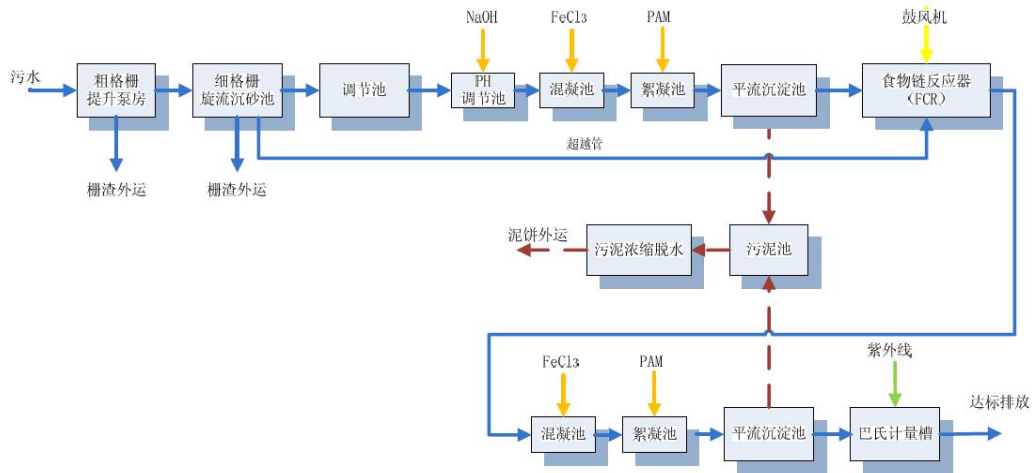 NaOH
FeCl₃
PAM
鼓风机
污水
粗格栅
提升泵房
细格栅
旋流沉砂池
调节池
PH
调节池
混凝池
絮凝池
平流沉淀池
食物链反应器
(FCR)
超越管
栅渣外运
栅渣外运
泥饼外运
污泥浓缩脱水
污泥池
FeCl₃
PAM
紫外线
达标排放
混凝池
絮凝池
平流沉淀池
巴氏计量槽